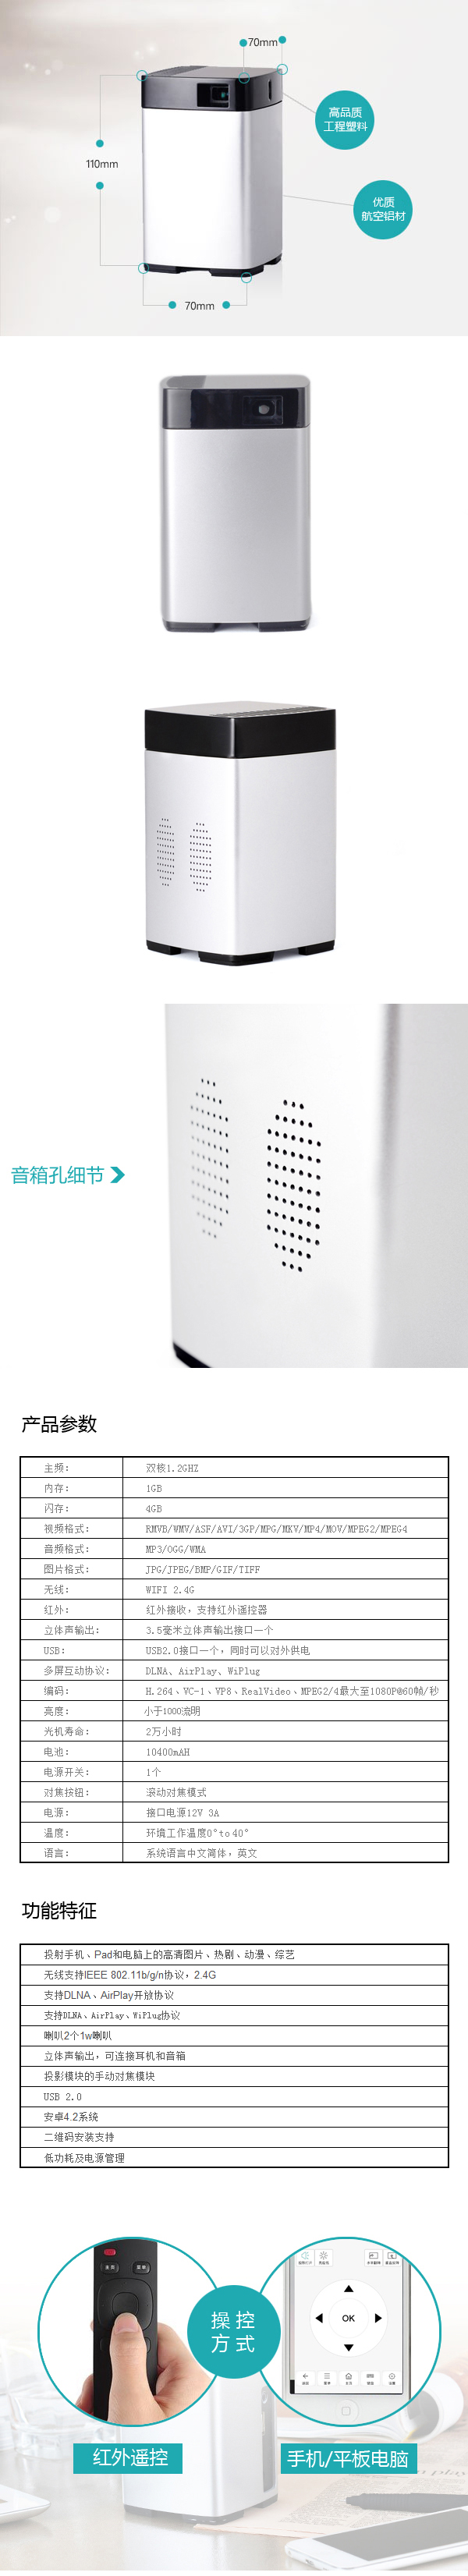 70mm
高品质
工程塑料
110mm
优质
航空铝材
70mm
音箱孔细节
产品参数
主频： 双核1.2GHZ
内存： 1GB
闪存： 4GB
视频格式： RMVB/WMV/ASF/AVI/3GP/MPG/MKV/MP4/MOV/MPEG2/MPEG4
音频格式： MP3/OGG/WMA
图片格式： JPG/JPEG/BMP/GIF/TIFF
无线： WIFI 2.4G
红外： 红外接收，支持红外遥控器
立体声输出： 3.5毫米立体声输出接口一个
USB： USB2.0接口一个，同时可以对外供电
多屏互动协议： DLNA、AirPlay、WiPlug
编码： H.264、VC-1、VP8、RealVideo、MPEG2/4最大至1080P@60帧/秒
亮度： 小于1000流明
光机寿命： 2万小时
电池： 10400mAH
电源开关： 1个
对焦按钮： 滚动对焦模式
电源： 接口电源12V 3A
温度： 环境工作温度0°to40°
语言： 系统语言中文简体，英文
功能特征
投射手机、Pad和电脑上的高清图片、热剧、动漫、综艺
无线支持IEEE 802.11b/g/n协议，2.4G
支持DLNA、AirPlay开放协议
支持DLNA、AirPlay、WiPlug协议
喇叭2个1w喇叭
立体声输出，可连接耳机和音箱
投影模块的手动对焦模块
USB 2.0
安卓4.2系统
二维码安装支持
低功耗及电源管理
操控
方式
OK
红外遥控
手机/平板电脑